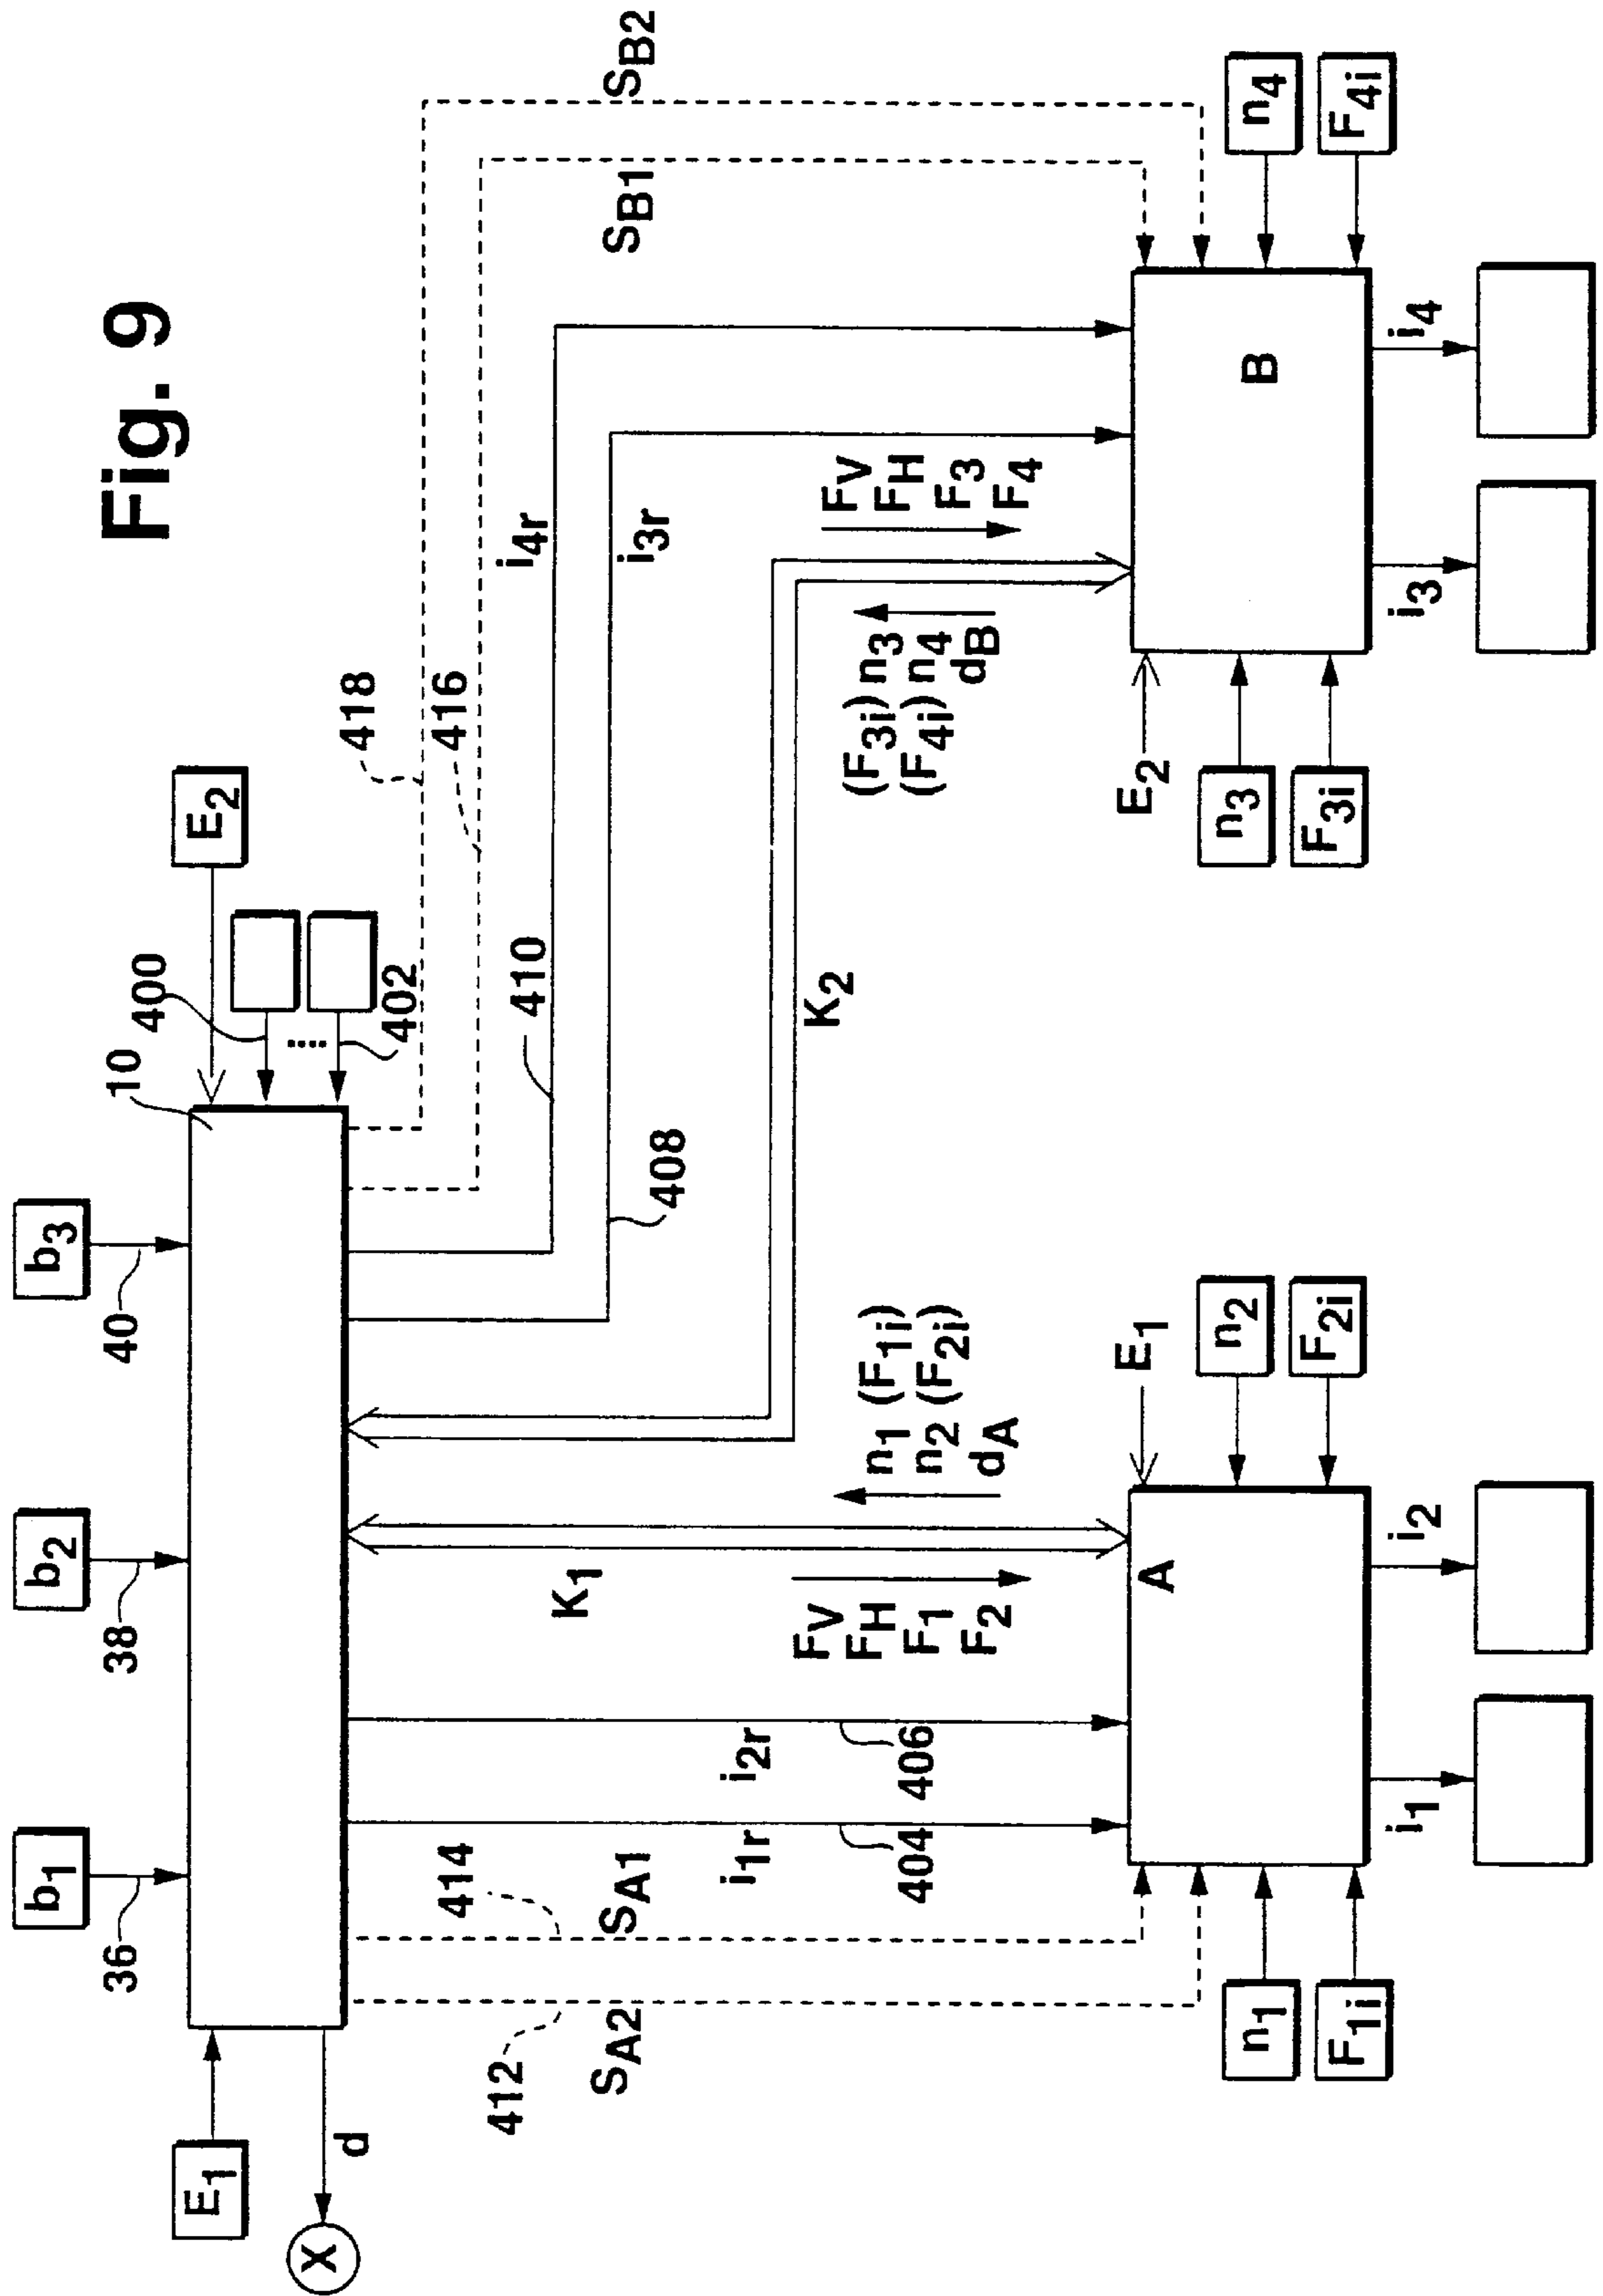 Fig. 9
b1
b2
b3
36
38
40
10
E1
E2
d
X
400
402
418
416
414
412
SA1
SA2
SB1
SB2
i4r
i3r
410
408
K1
K2
i1r
i2r
404
406
FV
FH
F1
F2
n1 (F1i)
n2 (F2i)
dA
(F3i) n3
(F4i) n4
dB
FV
FH
F3
F4
A
B
E1
E2
n1
F1i
n2
F2i
n3
F3i
n4
F4i
i1
i2
i3
i4